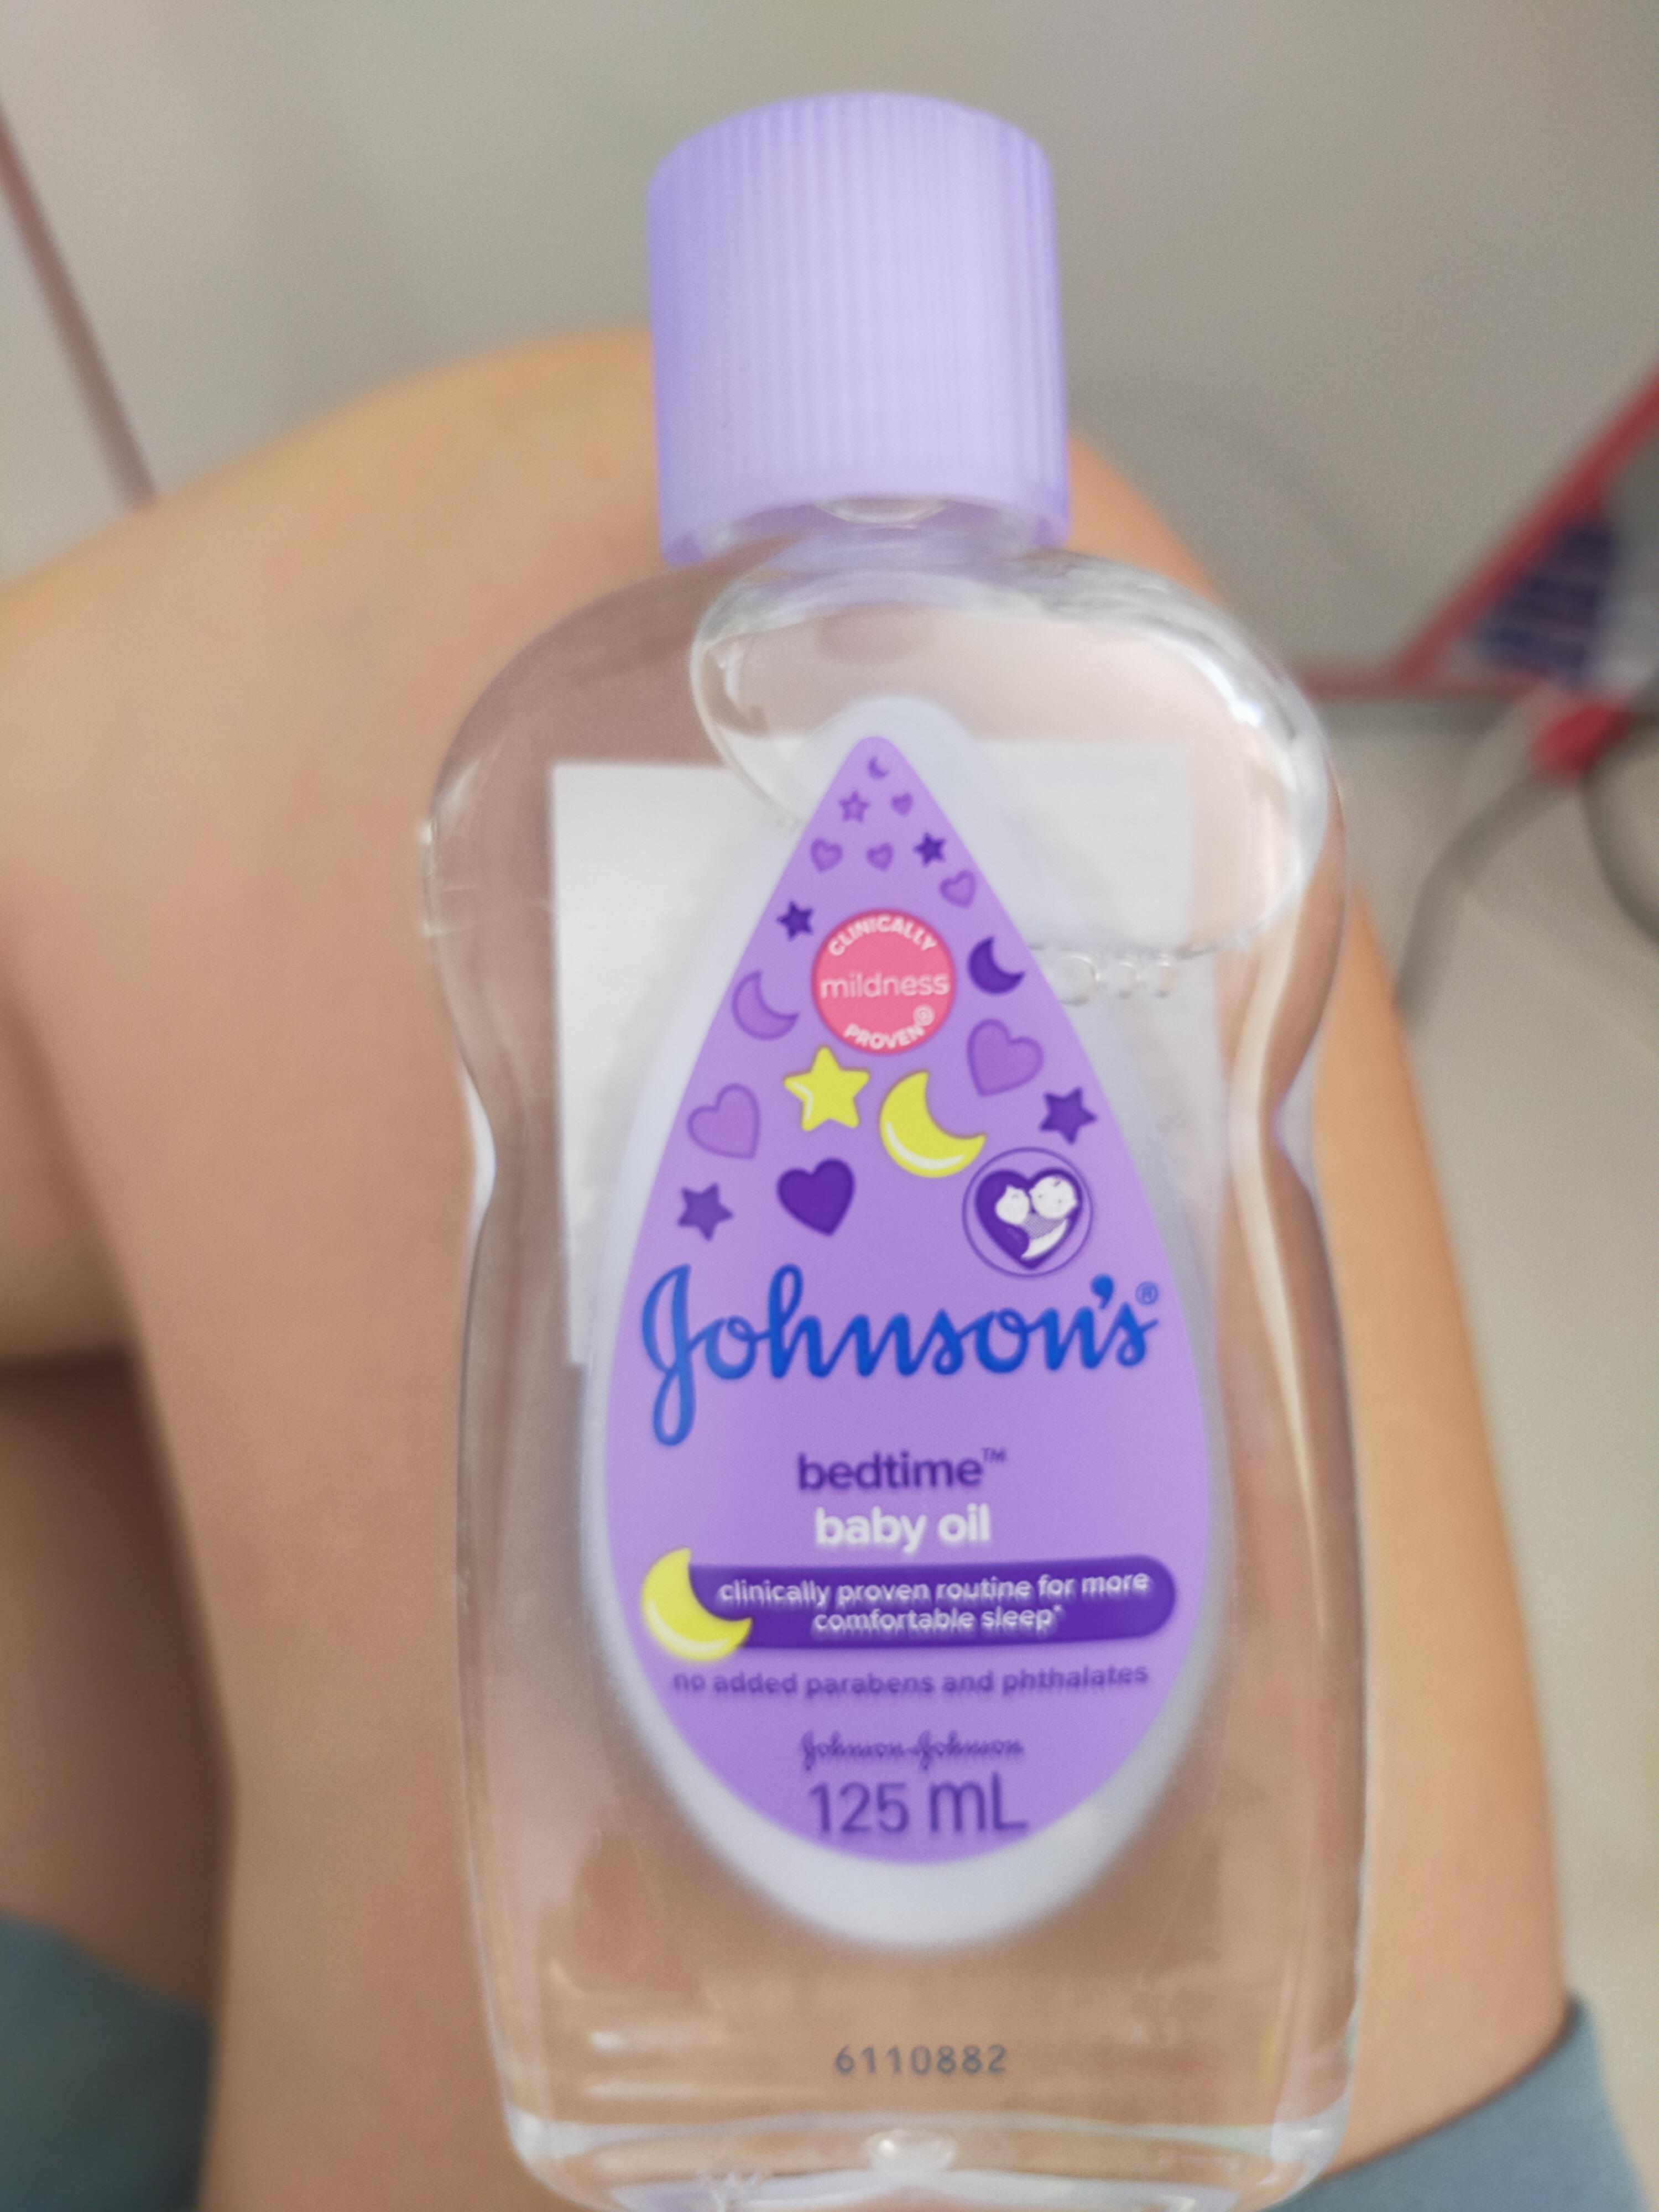 CLINICALLY
mildness
PROVEN®
Johnson's®
bedtime™
baby oil
clinically proven routine for more
comfortable sleep*
no added parabens and phthalates
Johnson&Johnson
125 mL
6110882